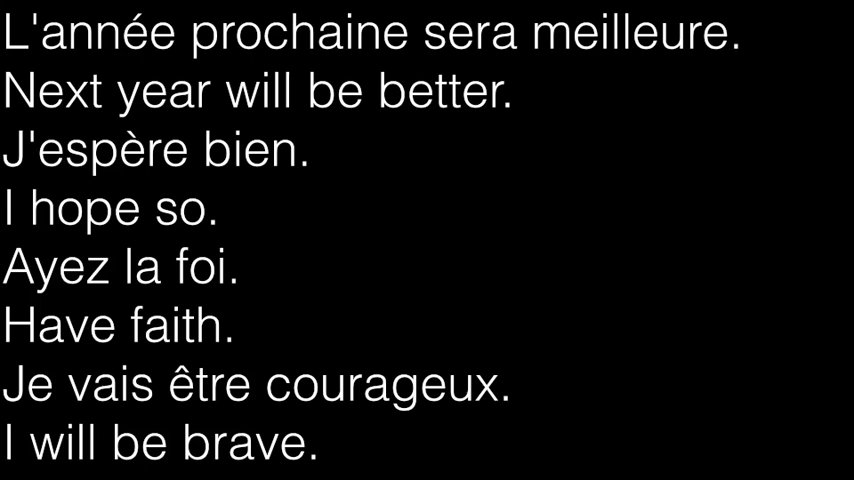 L'année prochaine sera meilleure.
Next year will be better.
J'espère bien.
I hope so.
Ayez la foi.
Have faith.
Je vais être courageux.
I will be brave.